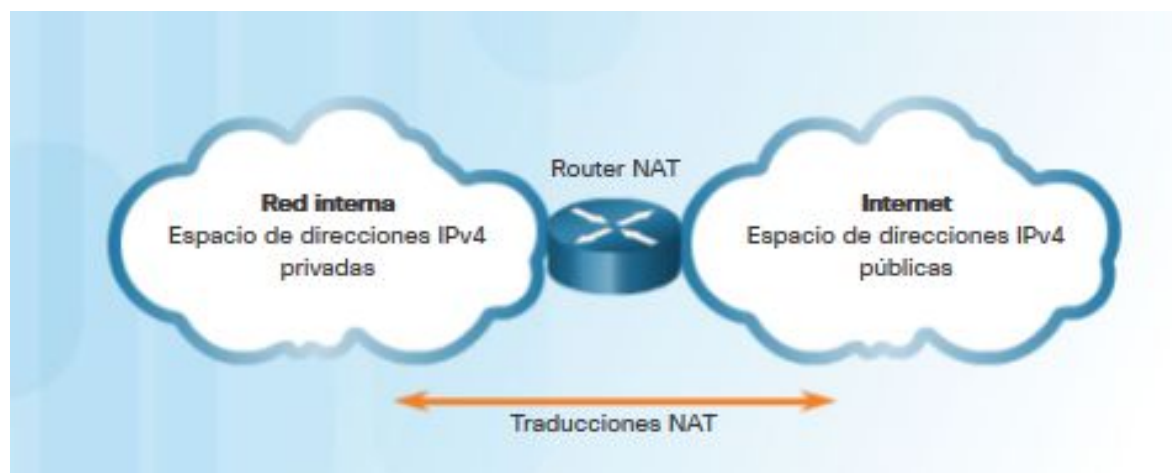 Router NAT
Red interna
Espacio de direcciones IPv4
privadas
Internet
Espacio de direcciones IPv4
públicas
Traducciones NAT